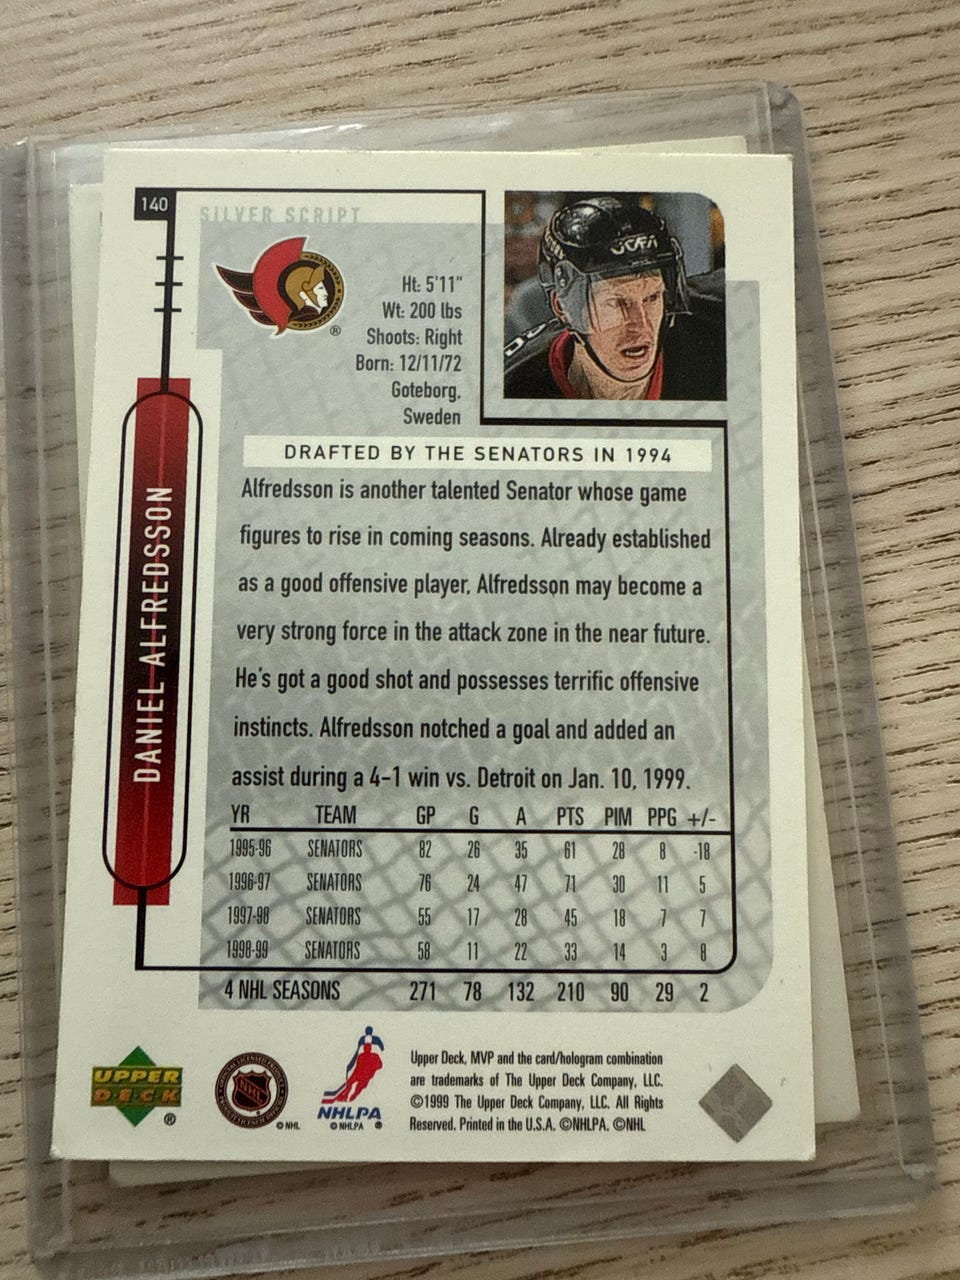 140
SILVER SCRIPT
Ht: 5'11"
Wt: 200 lbs
Shoots: Right
Born: 12/11/72
Goteborg,
Sweden
DRAFTED BY THE SENATORS IN 1994
DANIEL ALFREDSSON
Alfredsson is another talented Senator whose game
figures to rise in coming seasons. Already established
as a good offensive player, Alfredsson may become a
very strong force in the attack zone in the near future.
He's got a good shot and possesses terrific offensive
instincts. Alfredsson notched a goal and added an
assist during a 4-1 win vs. Detroit on Jan. 10, 1999.
YR TEAM GP G A PTS PIM PPG +/-
1995-96 SENATORS 82 26 35 61 28 8 -18
1996-97 SENATORS 76 24 47 71 30 11 5
1997-98 SENATORS 55 17 28 45 18 7 7
1998-99 SENATORS 58 11 22 33 14 3 8
4 NHL SEASONS 271 78 132 210 90 29 2
UPPER
DECK
®
NHL
© NHL
NHLPA
© NHLPA ®
Upper Deck, MVP and the card/hologram combination
are trademarks of The Upper Deck Company, LLC.
©1999 The Upper Deck Company, LLC. All Rights
Reserved. Printed in the U.S.A. ©NHLPA, ©NHL